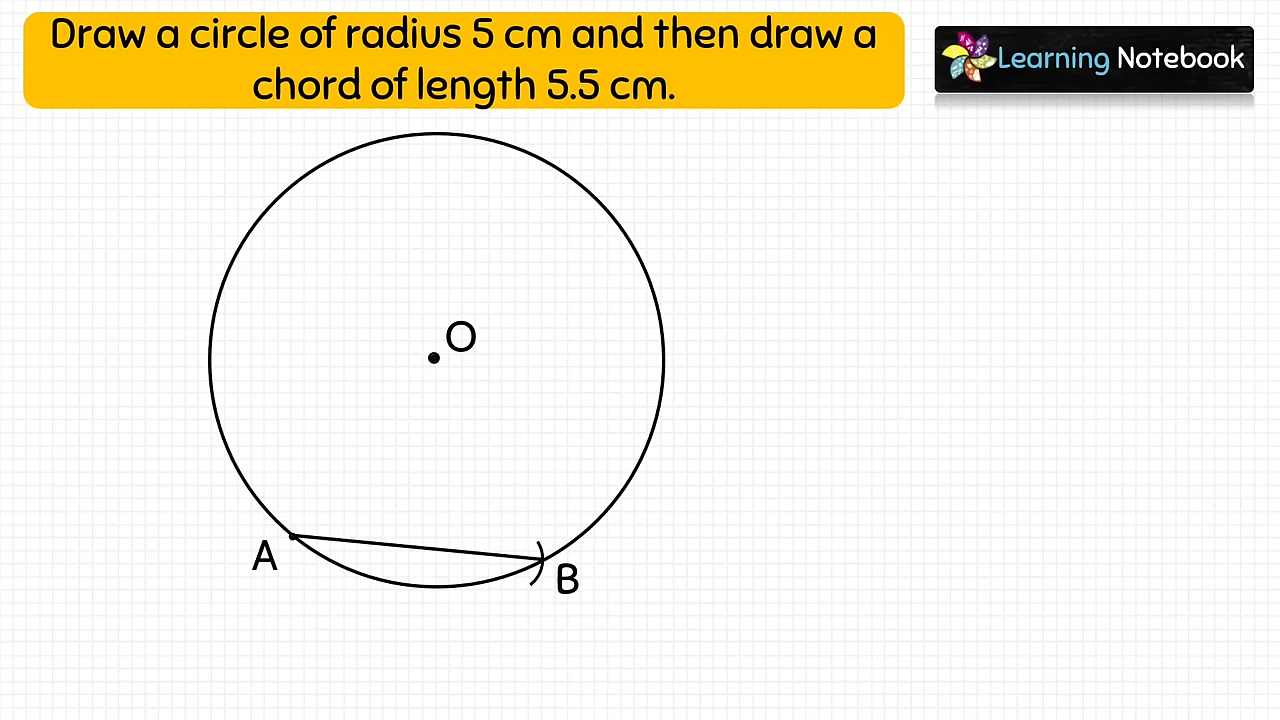 Draw a circle of radius 5 cm and then draw a
chord of length 5.5 cm.
Learning Notebook
O
A
B